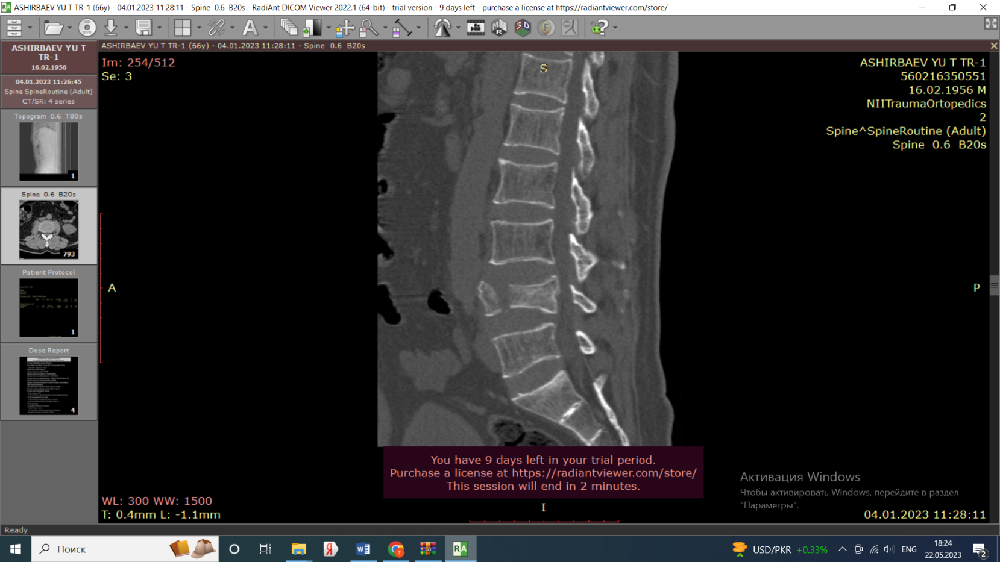 ASHIRBAEV YU T TR-1 (66y) - 04.01.2023 11:28:11 - Spine 0.6 B20s - RadiAnt DICOM Viewer 2022.1 (64-bit) - trial version - 9 days left - purchase a license at https://radiantviewer.com/store/
ASHIRBAEV YU T
TR-1
16.02.1956
04.01.2023 11:26:45
Spine SpineRoutine (Adult)
CT/SR: 4 series
Topogram 0.6 T80s
1
Spine 0.6 B20s
793
Patient Protocol
1
Dose Report
4
ASHIRBAEV YU T TR-1 (66y) - 04.01.2023 11:28:11 - Spine 0.6 B20s
Im: 254/512
Se: 3
S
ASHIRBAEV YU T TR-1
560216350551
16.02.1956 M
NIITraumaOrtopedics
2
Spine^SpineRoutine (Adult)
Spine 0.6 B20s
A
P
You have 9 days left in your trial period.
Purchase a license at https://radiantviewer.com/store/
This session will end in 2 minutes.
I
WL: 300 WW: 1500
T: 0.4mm L: -1.1mm
Активация Windows
Чтобы активировать Windows, перейдите в раздел
"Параметры".
04.01.2023 11:28:11
Ready
Поиск
USD/PKR +0.33%
ENG
18:24
22.05.2023
2